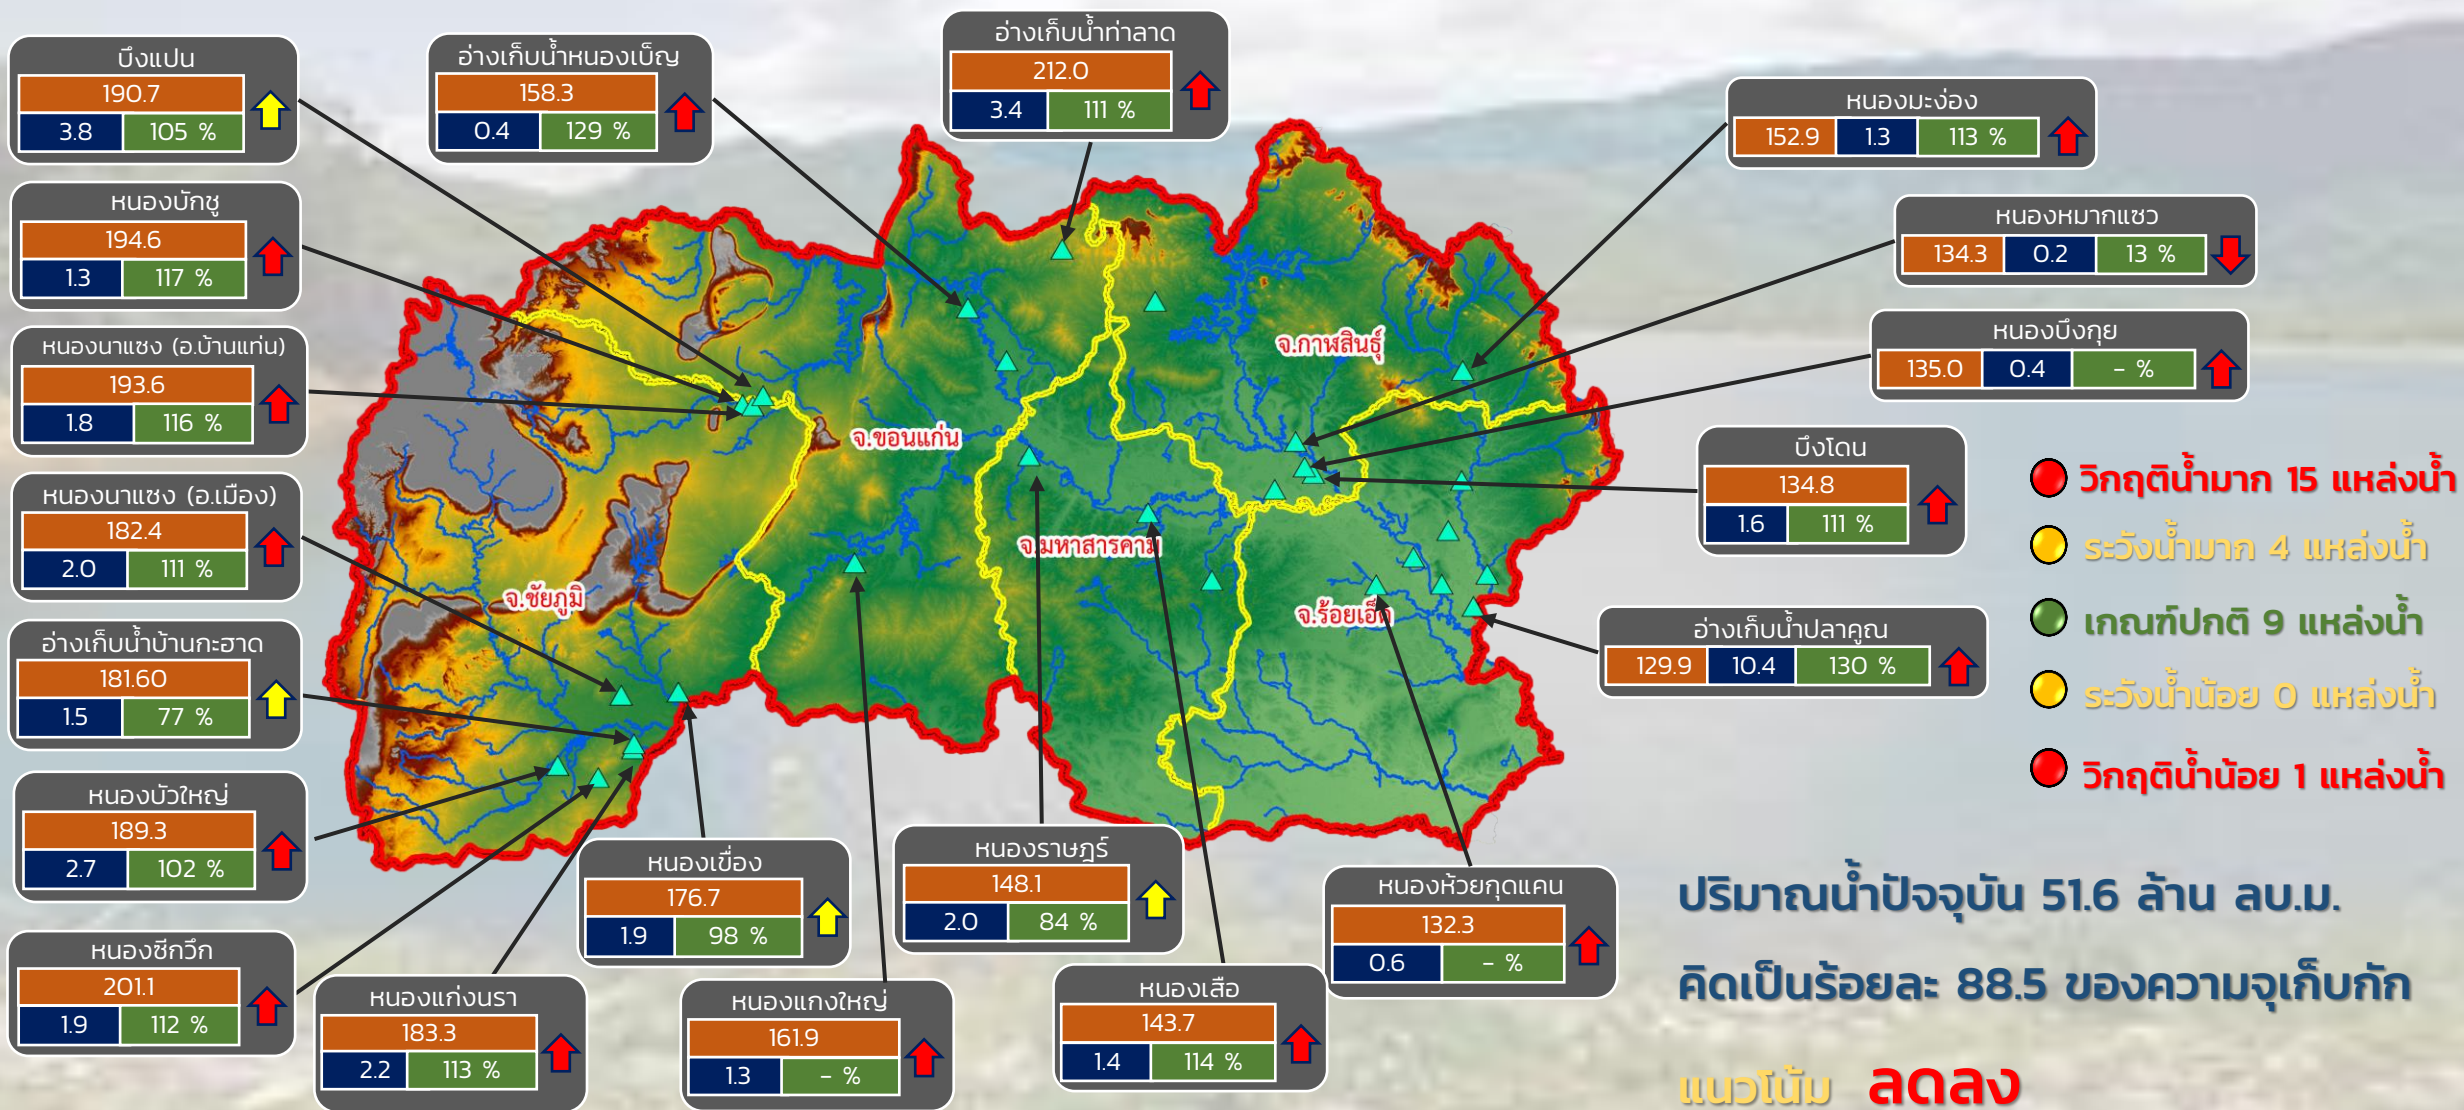 บึงแปน
190.7
3.8 105 %
หนองบักชู
194.6
1.3 117 %
หนองนาแซง (อ.บ้านแท่น)
193.6
1.8 116 %
หนองนาแซง (อ.เมือง)
182.4
2.0 111 %
อ่างเก็บน้ำบ้านกะฮาด
181.60
1.5 77 %
หนองบัวใหญ่
189.3
2.7 102 %
หนองซีกวึก
201.1
1.9 112 %
อ่างเก็บน้ำหนองเบ็ญ
158.3
0.4 129 %
อ่างเก็บน้ำท่าลาด
212.0
3.4 111 %
หนองมะง่อง
152.9 1.3 113 %
หนองหมากแซว
134.3 0.2 13 %
หนองบึงกุย
135.0 0.4 - %
บึงโดน
134.8
1.6 111 %
อ่างเก็บน้ำปลาคูณ
129.9 10.4 130 %
จ.กาฬสินธุ์
จ.ขอนแก่น
จ.มหาสารคาม
จ.ชัยภูมิ
จ.ร้อยเอ็ด
หนองแก่งนรา
183.3
2.2 113 %
หนองเขื่อง
176.7
1.9 98 %
หนองแกงใหญ่
161.9
1.3 - %
หนองราษฎร์
148.1
2.0 84 %
หนองเสือ
143.7
1.4 114 %
หนองห้วยกุดแคน
132.3
0.6 - %
วิกฤติน้ำมาก 15 แหล่งน้ำ
ระวังน้ำมาก 4 แหล่งน้ำ
เกณฑ์ปกติ 9 แหล่งน้ำ
ระวังน้ำน้อย 0 แหล่งน้ำ
วิกฤติน้ำน้อย 1 แหล่งน้ำ
ปริมาณน้ำปัจจุบัน 51.6 ล้าน ลบ.ม.
คิดเป็นร้อยละ 88.5 ของความจุเก็บกัก
แนวโน้ม ลดลง